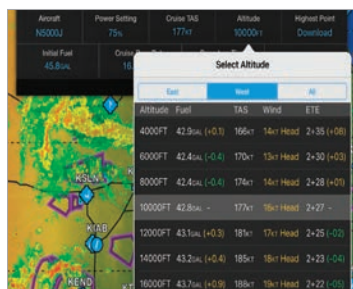 Aircraft Power Setting Cruise TAS Altitude Highest Point
N5000J 75% 177KT 10000FT Download
Initial Fuel
45.8GAL 16
Select Altitude
East West All
Altitude Fuel TAS Wind ETE
4000FT 42.9GAL (+0.1) 166KT 14KT Head 2+35 (+08)
6000FT 42.4GAL (-0.4) 170KT 13KT Head 2+30 (+03)
8000FT 42.4GAL (-0.4) 174KT 14KT Head 2+28 (+01)
10000FT 42.8GAL - 177KT 16KT Head 2+27 -
12000FT 43.1GAL (+0.3) 181KT 17KT Head 2+25 (-02)
14000FT 43.2GAL (+0.4) 185KT 18KT Head 2+23 (-04)
16000FT 43.7GAL (+0.9) 188KT 19KT Head 2+22 (-05)
KSLN
KIAB
KEND